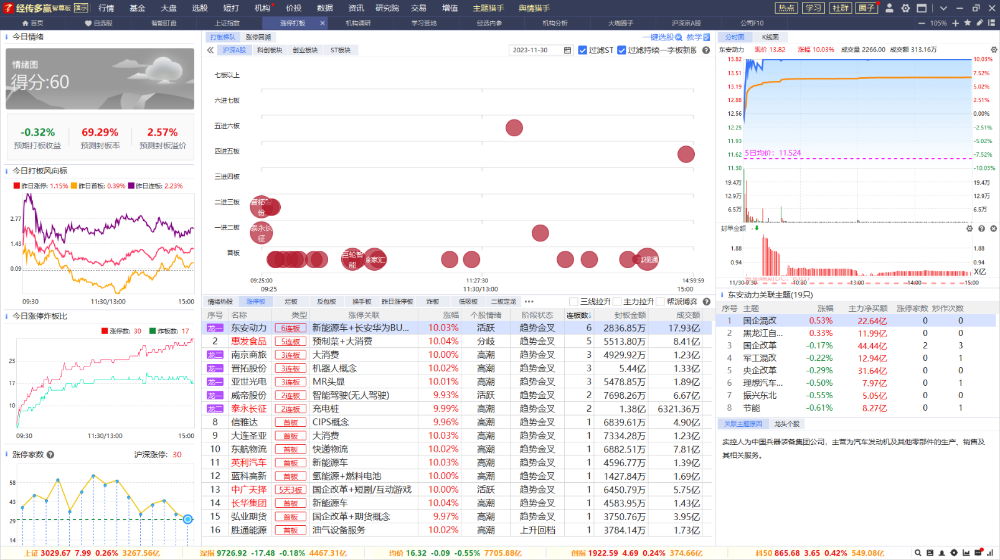 经传多赢 智尊版 演示 行情 基金 大盘 选股 短打 机构 价投 数据 资讯 研究院 交易 增值 主题猎手 舆情猎手 热点 学习 社群 圈子
首页 自选股 智能盯盘 上证指数 涨停打板 × 机构调研 学习营地 经选内参 机构分析 大咖圈子 沪深京A股 公司F10 105%
今日情绪
情绪图
得分:60
-0.32% 69.29% 2.57%
预期打板收益 预测封板率 预测封板溢价
今日打板风向标
昨日涨停: 1.15% 昨日首板: 0.39% 昨日连板: 2.23%
2.77
1.43
0.09
09:30 11:30/13:00 15:00
今日涨停炸板比
涨停数: 30 炸板数: 17
23
17
10
09:30 11:30/13:00 15:00
涨停家数 沪深涨停: 30
58
43
29
14
打板梯队 涨停回溯 一键选股 教学
沪深A股 科创板块 创业板块 ST板块 2023-11-30 过滤ST 过滤持续一字板新股
七板以上
六进七板
五进六板
四进五板
三进四板
二进三板
晋拓股份
一进二板
泰永长征
首板
巨轮智能
徐家汇
09:25:00 11:27:30 14:59:59
09:25 11:30/13:00 15:00
情绪热股 涨停板 烂板 反包板 换手板 昨日涨停板 炸板 低吸板 二板定龙 ••• 三线拉升 主力拉升 帮派博弈
序号 名称 类型 涨停关联 涨幅 个股情绪 阶段状态 连板数↓ 封板金额 成交额
龙一 东安动力 6连板 新能源车+长安华为BU... 10.03% 活跃 趋势金叉 6 2836.85万 17.93亿
2 惠发食品 5连板 预制菜+大消费 10.04% 分歧 趋势金叉 5 5513.80万 8.41亿
龙二 南京商旅 3连板 大消费 10.00% 高潮 趋势金叉 3 4929.92万 1.23亿
龙一 晋拓股份 3连板 机器人概念 10.02% 高潮 趋势金叉 3 5.44亿 1.33亿
龙一 亚世光电 3连板 MR头显 10.01% 高潮 趋势金叉 3 5478.85万 1.89亿
龙一 威帝股份 2连板 智能驾驶(无人驾驶) 9.93% 活跃 趋势金叉 2 7698.26万 6.67亿
龙二 泰永长征 2连板 充电桩 9.99% 高潮 趋势金叉 2 1.38亿 6321.36万
8 信雅达 首板 CIPS概念 9.96% 高潮 趋势金叉 1 6839.61万 4.90亿
9 大连圣亚 首板 大消费 10.03% 高潮 趋势金叉 1 7334.28万 1.23亿
10 东航物流 首板 快递物流 10.02% 高潮 趋势金叉 1 6882.51万 7.81亿
11 英利汽车 首板 新能源车 10.03% 高潮 趋势金叉 1 4596.77万 1.39亿
12 蓝科高新 首板 氢能源+燃料电池 10.00% 高潮 趋势金叉 1 1427.84万 1.69亿
13 中广天择 5天3板 国企改革+短剧/互动游戏 10.00% 活跃 趋势金叉 1 6450.79万 5.75亿
14 长华集团 首板 新能源车 10.04% 高潮 趋势金叉 1 4583.95万 1.43亿
15 弘业期货 首板 国企改革+期货概念 9.97% 高潮 趋势金叉 1 3750.76万 3.95亿
16 胜通能源 首板 油气设备服务 10.02% 高潮 上升回档 1 3784.14万 1.73亿
分时图 K线图
东安动力 现价 13.82 涨幅 10.03% 成交量 2266.00 成交额 313.16万
13.82 10.03%
13.51 7.52%
13.19 5.02%
12.88 2.51%
12.56 0.00%
12.25 -2.51%
11.93 -5.02%
11.62 5日均价：11.524 -7.52%
11.30 -10.03%
19.4万 19.4万
12.9万 12.9万
6.5万 6.5万
封单金额 -
1.88 1.88
0.94 0.94
X亿
11/30 9:30 10:30 13:00 14:00 15:00
东安动力关联主题(19只)
序号 主题 涨幅 主力净买额 涨停家数 炒作次数
1 国企混改 0.53% 22.64亿 0 0
2 黑龙江自... 0.33% 11.99亿 0 0
3 国企改革 -0.17% 44.44亿 2 3
4 军工混改 -0.22% 12.94亿 0 1
5 央企改革 -0.29% 31.64亿 0 0
6 理想汽车... -0.50% 7.97亿 0 1
7 振兴东北 -0.55% 5.05亿 0 0
8 节能 -0.61% 8.27亿 0 1
关联主题原因 龙头个股
实控人为中国兵器装备集团公司，主营为汽车发动机及其他零部件的生产、销售及
其相关服务。
上证 3029.67 7.99 0.26% 3267.56亿 深指 9726.92 -17.48 -0.18% 4467.31亿 均价 16.32 -0.09 -0.55% 7705.88亿 创指 1922.59 4.69 0.24% 374.66亿 科50 865.68 3.65 0.42% 549.08亿